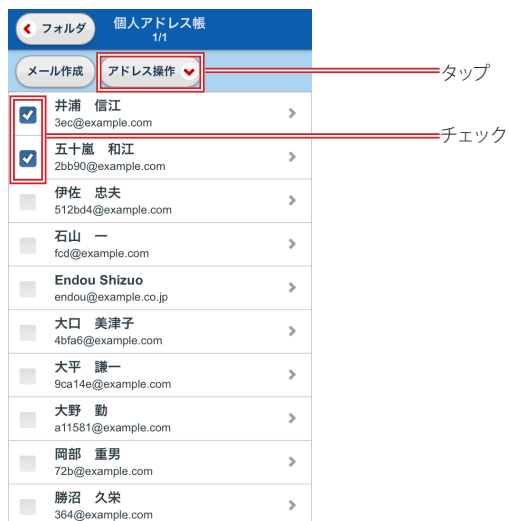 フォルダ
個人アドレス帳
1/1
メール作成
アドレス操作
タップ
井浦　信江
3ec@example.com
チェック
五十嵐　和江
2bb90@example.com
伊佐　忠夫
512bd4@example.com
石山　一
fcd@example.com
Endou Shizuo
endou@example.co.jp
大口　美津子
4bfa6@example.com
大平　謙一
9ca14e@example.com
大野　勤
a11581@example.com
岡部　重男
72b@example.com
勝沼　久栄
364@example.com